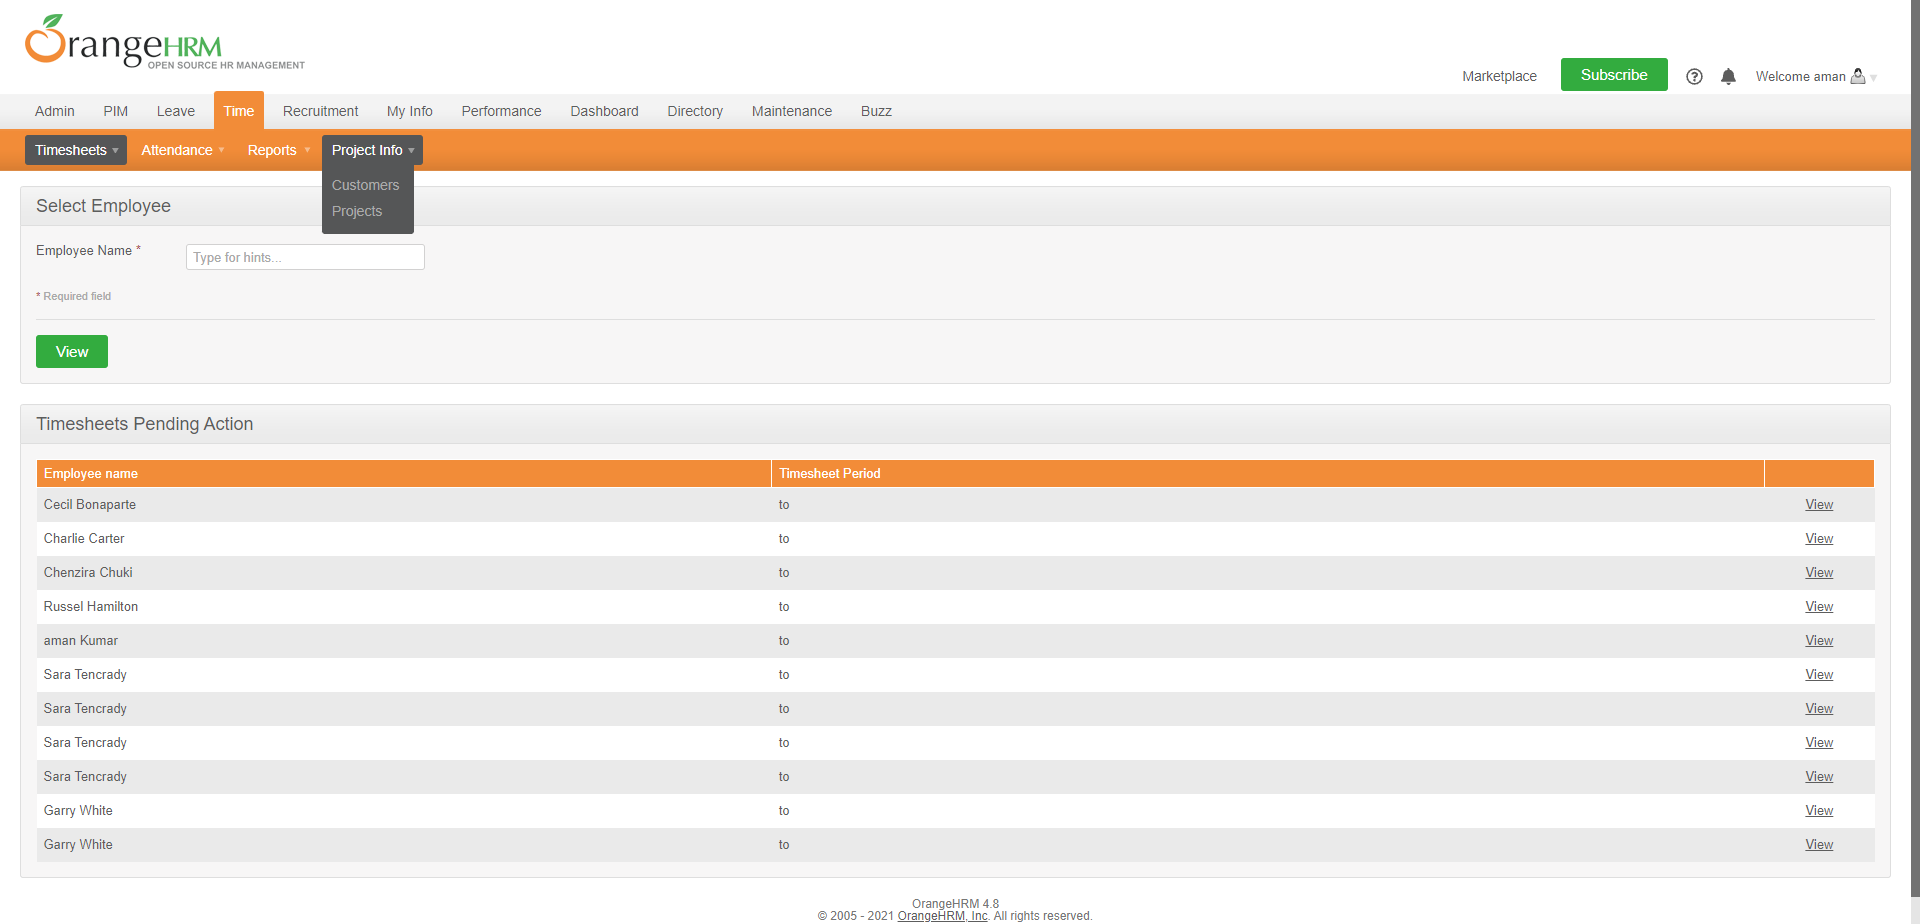 OrangeHRM
OPEN SOURCE HR MANAGEMENT
Marketplace Subscribe Welcome aman
Admin PIM Leave Time Recruitment My Info Performance Dashboard Directory Maintenance Buzz
Timesheets Attendance Reports Project Info
Customers
Projects
Select Employee
Employee Name * Type for hints...
* Required field
View
Timesheets Pending Action
Employee name Timesheet Period
Cecil Bonaparte to View
Charlie Carter to View
Chenzira Chuki to View
Russel Hamilton to View
aman Kumar to View
Sara Tencrady to View
Sara Tencrady to View
Sara Tencrady to View
Sara Tencrady to View
Garry White to View
Garry White to View
OrangeHRM 4.8
© 2005 - 2021 OrangeHRM, Inc. All rights reserved.